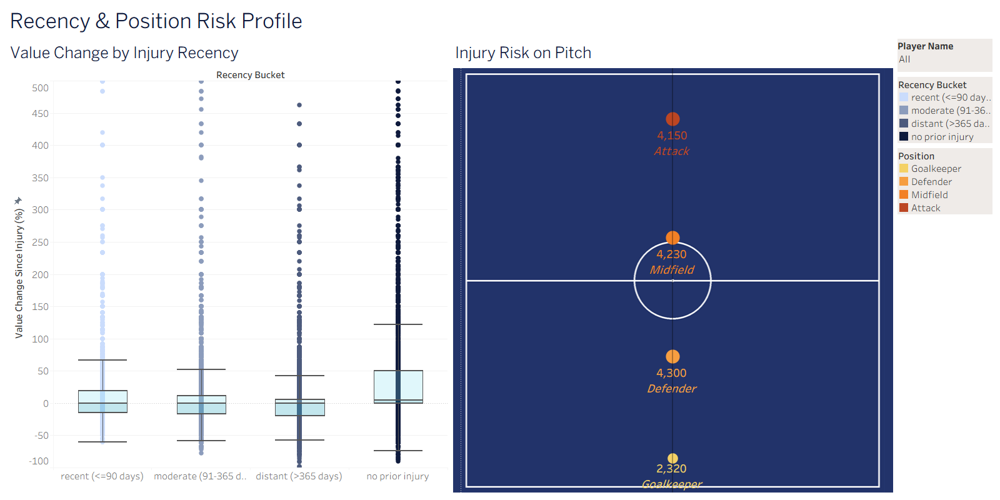 Recency & Position Risk Profile
Value Change by Injury Recency
Recency Bucket
Value Change Since Injury (%)
500
450
400
350
300
250
200
150
100
50
0
-50
-100
recent (<=90 days)
moderate (91-365 d..
distant (>365 days)
no prior injury
Injury Risk on Pitch
4,150
Attack
4,230
Midfield
4,300
Defender
2,320
Goalkeeper
Player Name
All
Recency Bucket
recent (<=90 day..
moderate (91-36..
distant (>365 da..
no prior injury
Position
Goalkeeper
Defender
Midfield
Attack